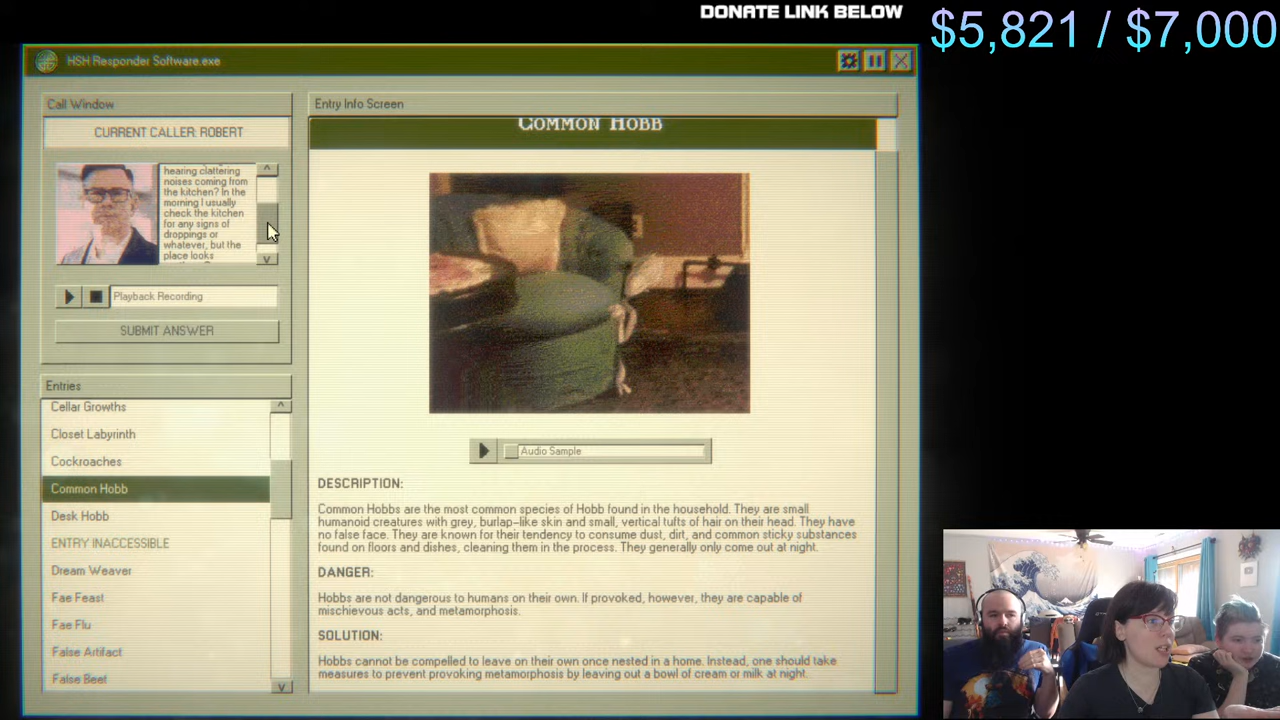 DONATE LINK BELOW
$5,821 / $7,000
HSH Responder Software.exe
Call Window
CURRENT CALLER: ROBERT
hearing clattering
noises coming from
the kitchen? In the
morning I usually
check the kitchen
for any signs of
droppings or
whatever, but the
place looks
Playback Recording
SUBMIT ANSWER
Entries
Cellar Growths
Closet Labyrinth
Cockroaches
Common Hobb
Desk Hobb
ENTRY INACCESSIBLE
Dream Weaver
Fae Feast
Fae Flu
False Artifact
False Beet
Entry Info Screen
COMMON HOBB
Audio Sample
DESCRIPTION:
Common Hobbs are the most common species of Hobb found in the household. They are small
humanoid creatures with grey, burlap-like skin and small, vertical tufts of hair on their head. They have
no false face. They are known for their tendency to consume dust, dirt, and common sticky substances
found on floors and dishes, cleaning them in the process. They generally only come out at night.
DANGER:
Hobbs are not dangerous to humans on their own. If provoked, however, they are capable of
mischievous acts, and metamorphosis.
SOLUTION:
Hobbs cannot be compelled to leave on their own once nested in a home. Instead, one should take
measures to prevent provoking metamorphosis by leaving out a bowl of cream or milk at night.